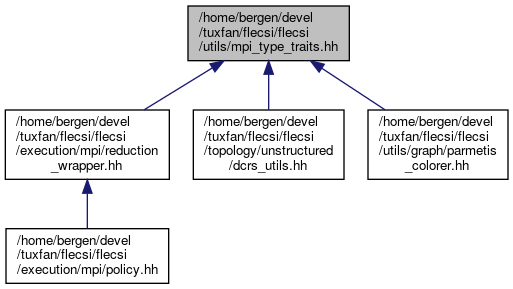 /home/bergen/devel
/tuxfan/flecsi/flecsi
/utils/mpi_type_traits.hh
/home/bergen/devel
/tuxfan/flecsi/flecsi
/execution/mpi/reduction
_wrapper.hh
/home/bergen/devel
/tuxfan/flecsi/flecsi
/topology/unstructured
/dcrs_utils.hh
/home/bergen/devel
/tuxfan/flecsi/flecsi
/utils/graph/parmetis
_colorer.hh
/home/bergen/devel
/tuxfan/flecsi/flecsi
/execution/mpi/policy.hh